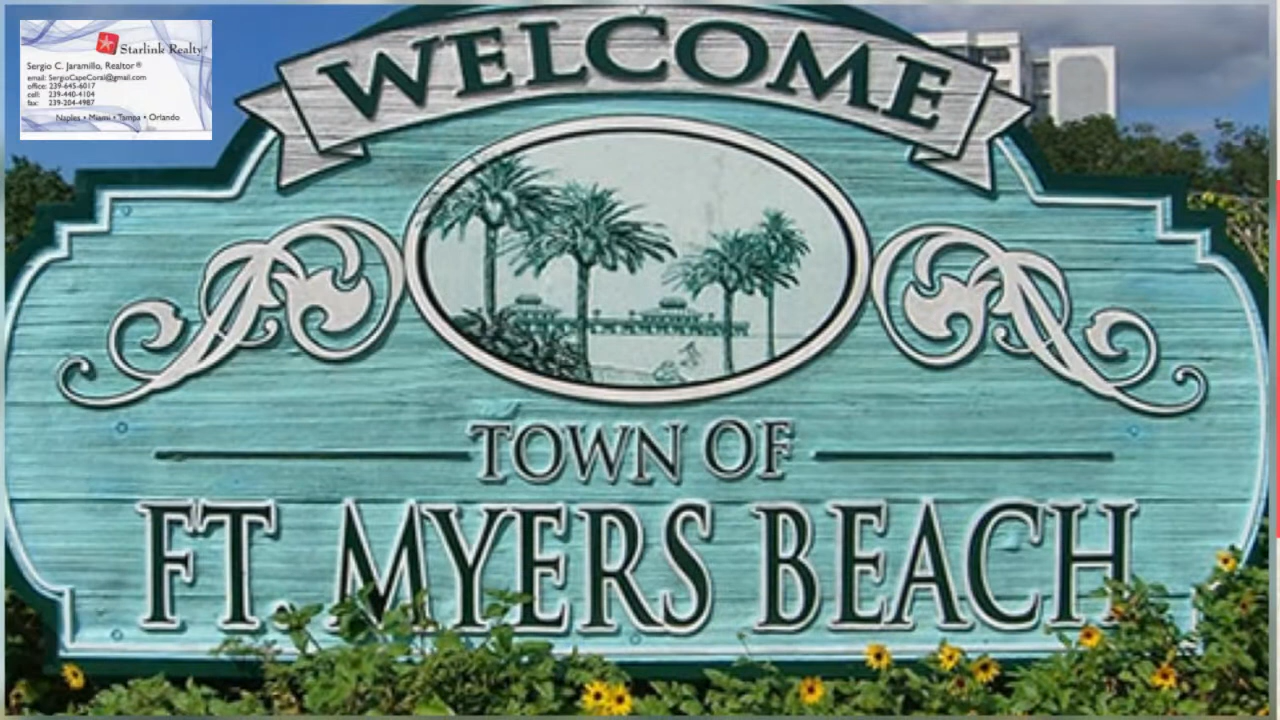 Starlink Realty
Sergio C. Jaramillo, Realtor®
email: SergioCapeCoral@gmail.com
office: 239-645-6017
cell: 239-440-4104
fax: 239-204-4987
Naples • Miami • Tampa • Orlando
WELCOME
TOWN OF
FT. MYERS BEACH